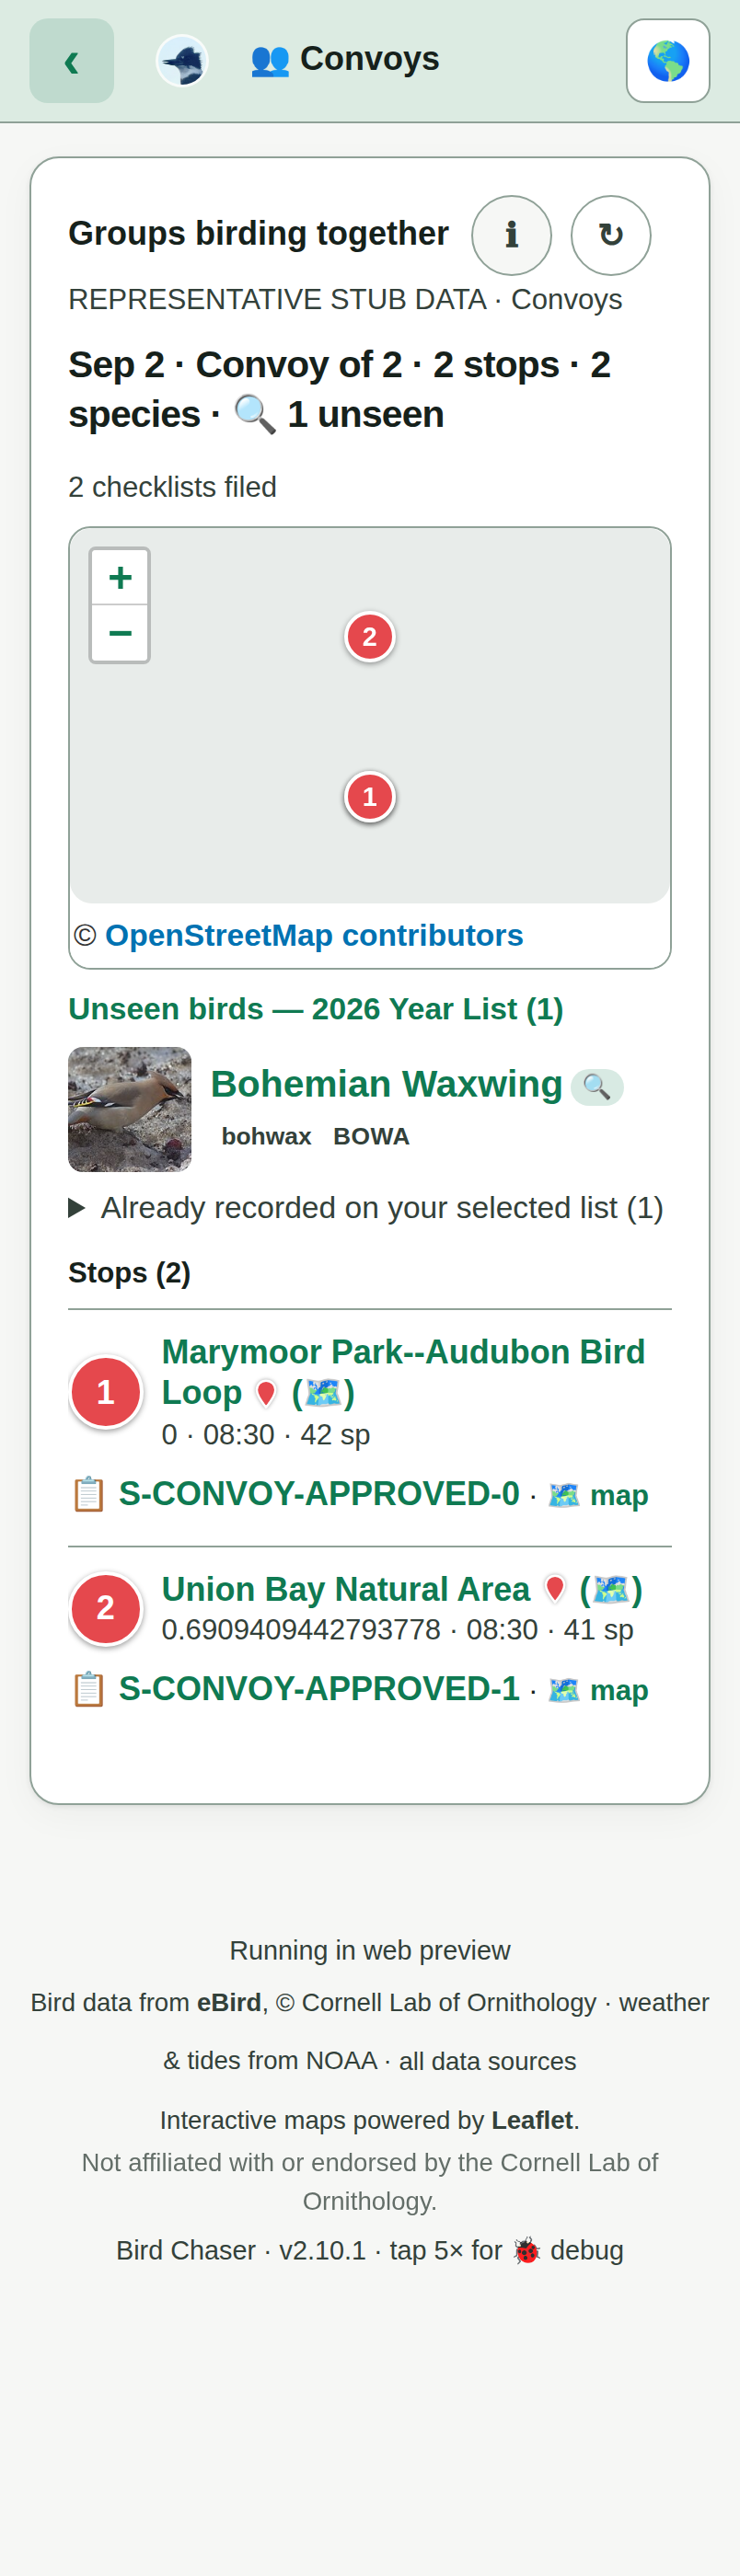 ‹ 👥 Convoys 🌎
Groups birding together ℹ ↻
REPRESENTATIVE STUB DATA · Convoys
Sep 2 · Convoy of 2 · 2 stops · 2
species · 🔍 1 unseen
2 checklists filed
+
2
−
1
© OpenStreetMap contributors
Unseen birds — 2026 Year List (1)
Bohemian Waxwing 🔍
bohwax BOWA
▶ Already recorded on your selected list (1)
Stops (2)
Marymoor Park--Audubon Bird
1 Loop 📍 (🗺️)
0 · 08:30 · 42 sp
📋 S-CONVOY-APPROVED-0 · 🗺️ map
2 Union Bay Natural Area 📍 (🗺️)
0.6909409442793778 · 08:30 · 41 sp
📋 S-CONVOY-APPROVED-1 · 🗺️ map
Running in web preview
Bird data from eBird, © Cornell Lab of Ornithology · weather
& tides from NOAA · all data sources
Interactive maps powered by Leaflet.
Not affiliated with or endorsed by the Cornell Lab of
Ornithology.
Bird Chaser · v2.10.1 · tap 5× for 🐞 debug